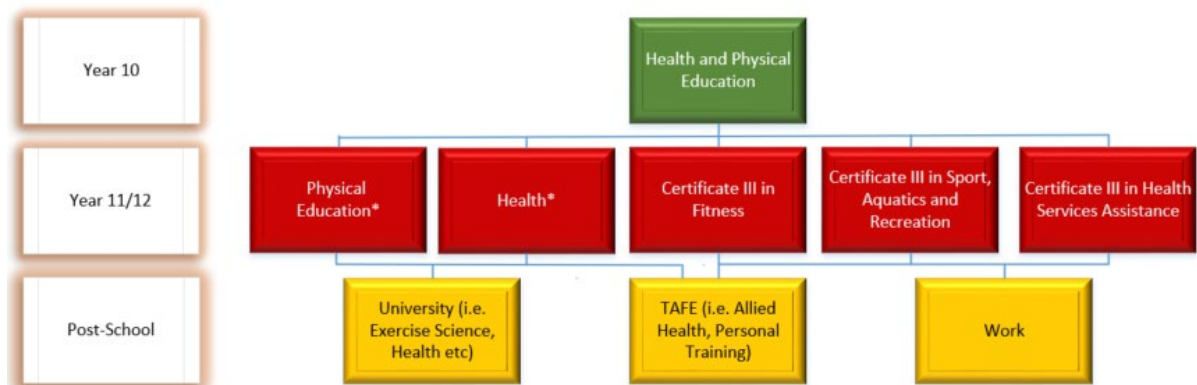 Year 10
Health and Physical
Education
Year 11/12
Physical
Education*
Health*
Certificate III in
Fitness
Certificate III in Sport,
Aquatics and
Recreation
Certificate III in Health
Services Assistance
Post-School
University (i.e.
Exercise Science,
Health etc)
TAFE (i.e. Allied
Health, Personal
Training)
Work